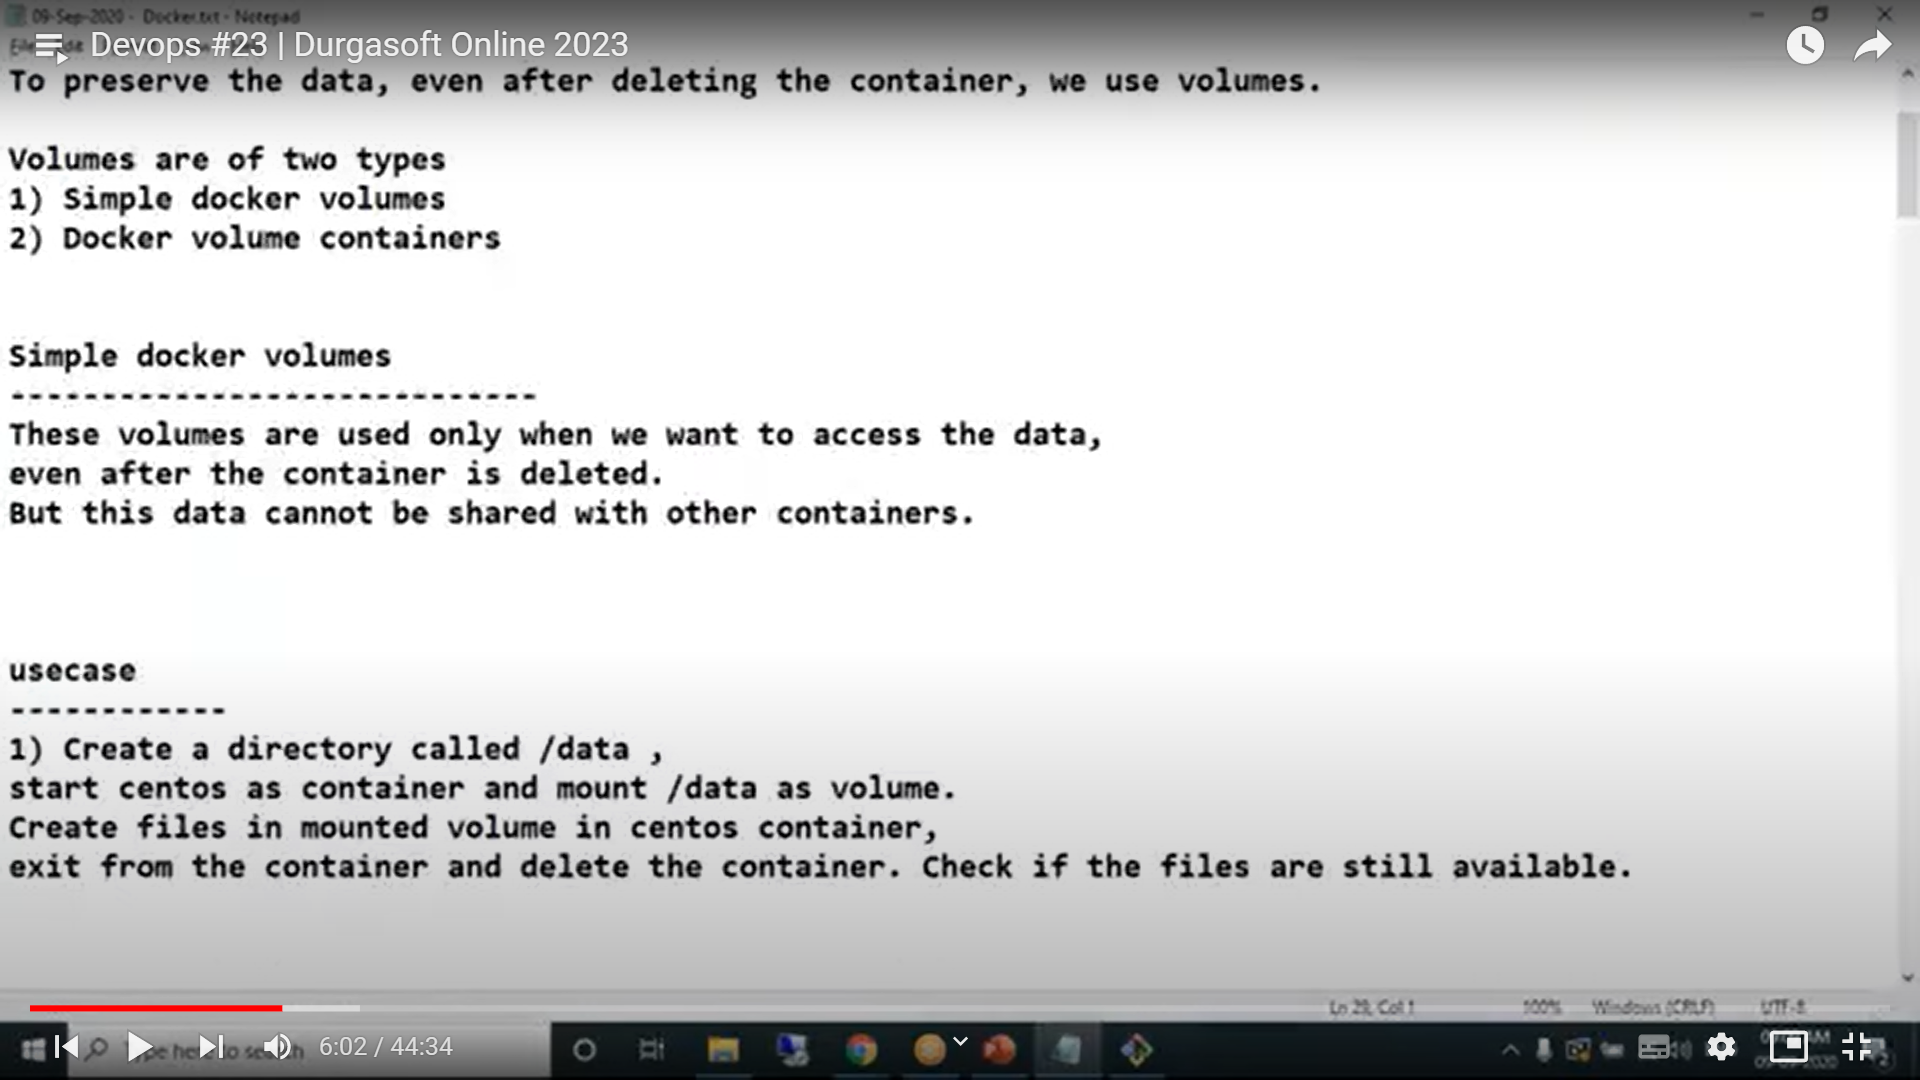 09-Sep-2020 - Docker.txt - Notepad
Devops #23 | Durgasoft Online 2023
To preserve the data, even after deleting the container, we use volumes.
Volumes are of two types
1) Simple docker volumes
2) Docker volume containers
Simple docker volumes
-----------------------------
These volumes are used only when we want to access the data,
even after the container is deleted.
But this data cannot be shared with other containers.
usecase
------------
1) Create a directory called /data ,
start centos as container and mount /data as volume.
Create files in mounted volume in centos container,
exit from the container and delete the container. Check if the files are still available.
Ln 29, Col 1 100% Windows (CRLF) UTF-8
6:02 / 44:34